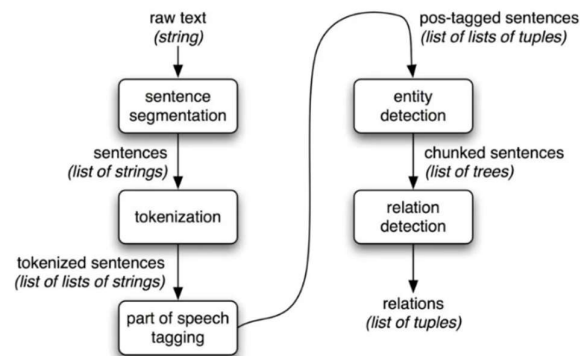 raw text
(string)
sentence
segmentation
sentences
(list of strings)
tokenization
tokenized sentences
(list of lists of strings)
part of speech
tagging
pos-tagged sentences
(list of lists of tuples)
entity
detection
chunked sentences
(list of trees)
relation
detection
relations
(list of tuples)